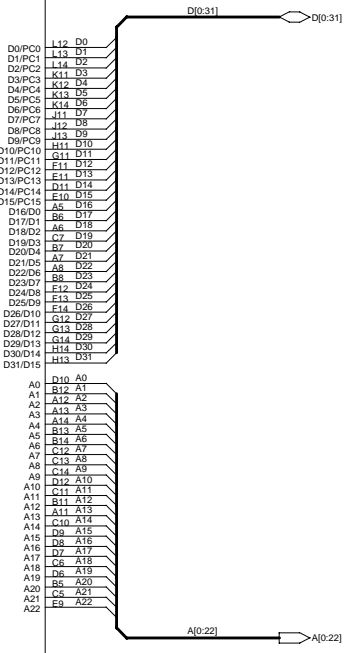 D[0:31] D[0:31]
D0/PC0 L12 D0
D1/PC1 L13 D1
D2/PC2 L14 D2
D3/PC3 K11 D3
D4/PC4 K12 D4
D5/PC5 K13 D5
D6/PC6 K14 D6
D7/PC7 J11 D7
D8/PC8 J12 D8
D9/PC9 J13 D9
D10/PC10 H11 D10
D11/PC11 G11 D11
D12/PC12 F11 D12
D13/PC13 E11 D13
D14/PC14 D11 D14
D15/PC15 E10 D15
D16/D0 A5 D16
D17/D1 B6 D17
D18/D2 A6 D18
D19/D3 C7 D19
D20/D4 B7 D20
D21/D5 A7 D21
D22/D6 A8 D22
D23/D7 B8 D23
D24/D8 F12 D24
D25/D9 F13 D25
D26/D10 F14 D26
D27/D11 G12 D27
D28/D12 G13 D28
D29/D13 G14 D29
D30/D14 H14 D30
D31/D15 H13 D31
A0 D10 A0
A1 B12 A1
A2 A12 A2
A3 A13 A3
A4 A14 A4
A5 B13 A5
A6 B14 A6
A7 C12 A7
A8 C13 A8
A9 C14 A9
A10 D12 A10
A11 C11 A11
A12 B11 A12
A13 A11 A13
A14 C10 A14
A15 D9 A15
A16 D8 A16
A17 D7 A17
A18 C6 A18
A19 D6 A19
A20 B5 A20
A21 C5 A21
A22 E9 A22
A[0:22] A[0:22]